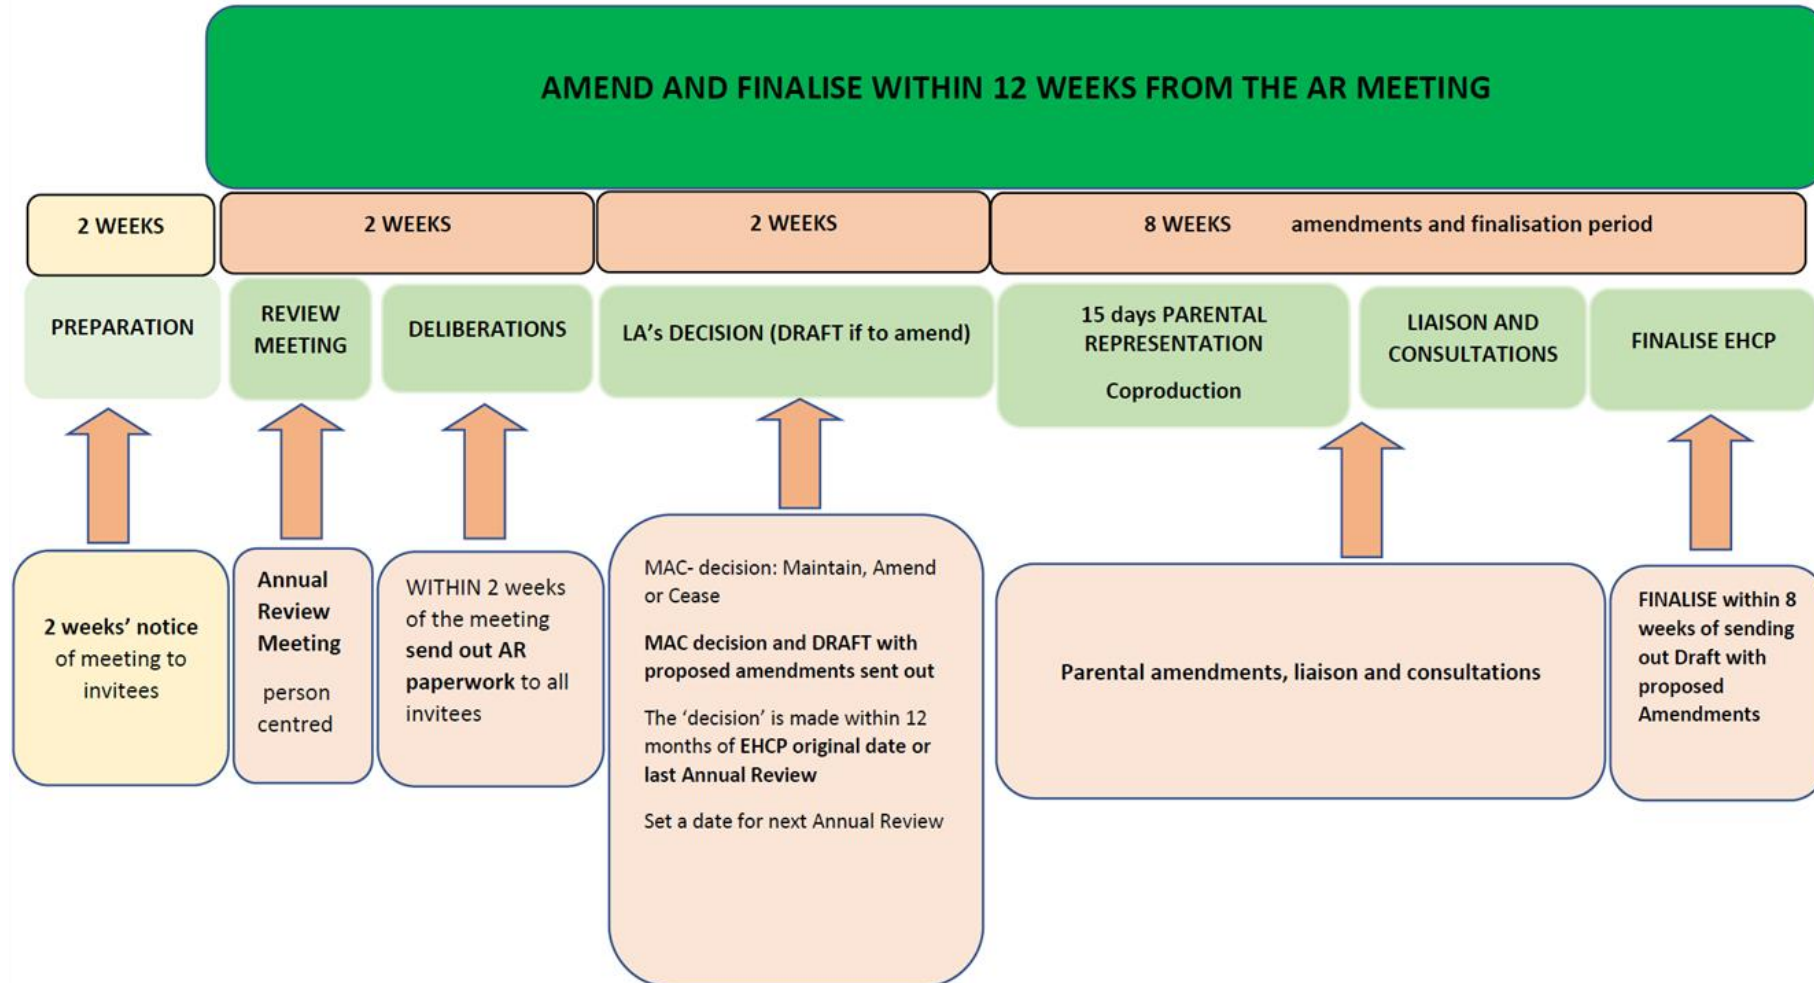 AMEND AND FINALISE WITHIN 12 WEEKS FROM THE AR MEETING
2 WEEKS
2 WEEKS
2 WEEKS
8 WEEKS amendments and finalisation period
PREPARATION
REVIEW
MEETING
DELIBERATIONS
LA's DECISION (DRAFT if to amend)
15 days PARENTAL
REPRESENTATION
Coproduction
LIAISON AND
CONSULTATIONS
FINALISE EHCP
2 weeks' notice
of meeting to
invitees
Annual
Review
Meeting
person
centred
WITHIN 2 weeks
of the meeting
send out AR
paperwork to all
invitees
MAC- decision: Maintain, Amend
or Cease
MAC decision and DRAFT with
proposed amendments sent out
The ‘decision’ is made within 12
months of EHCP original date or
last Annual Review
Set a date for next Annual Review
Parental amendments, liaison and consultations
FINALISE within 8
weeks of sending
out Draft with
proposed
Amendments